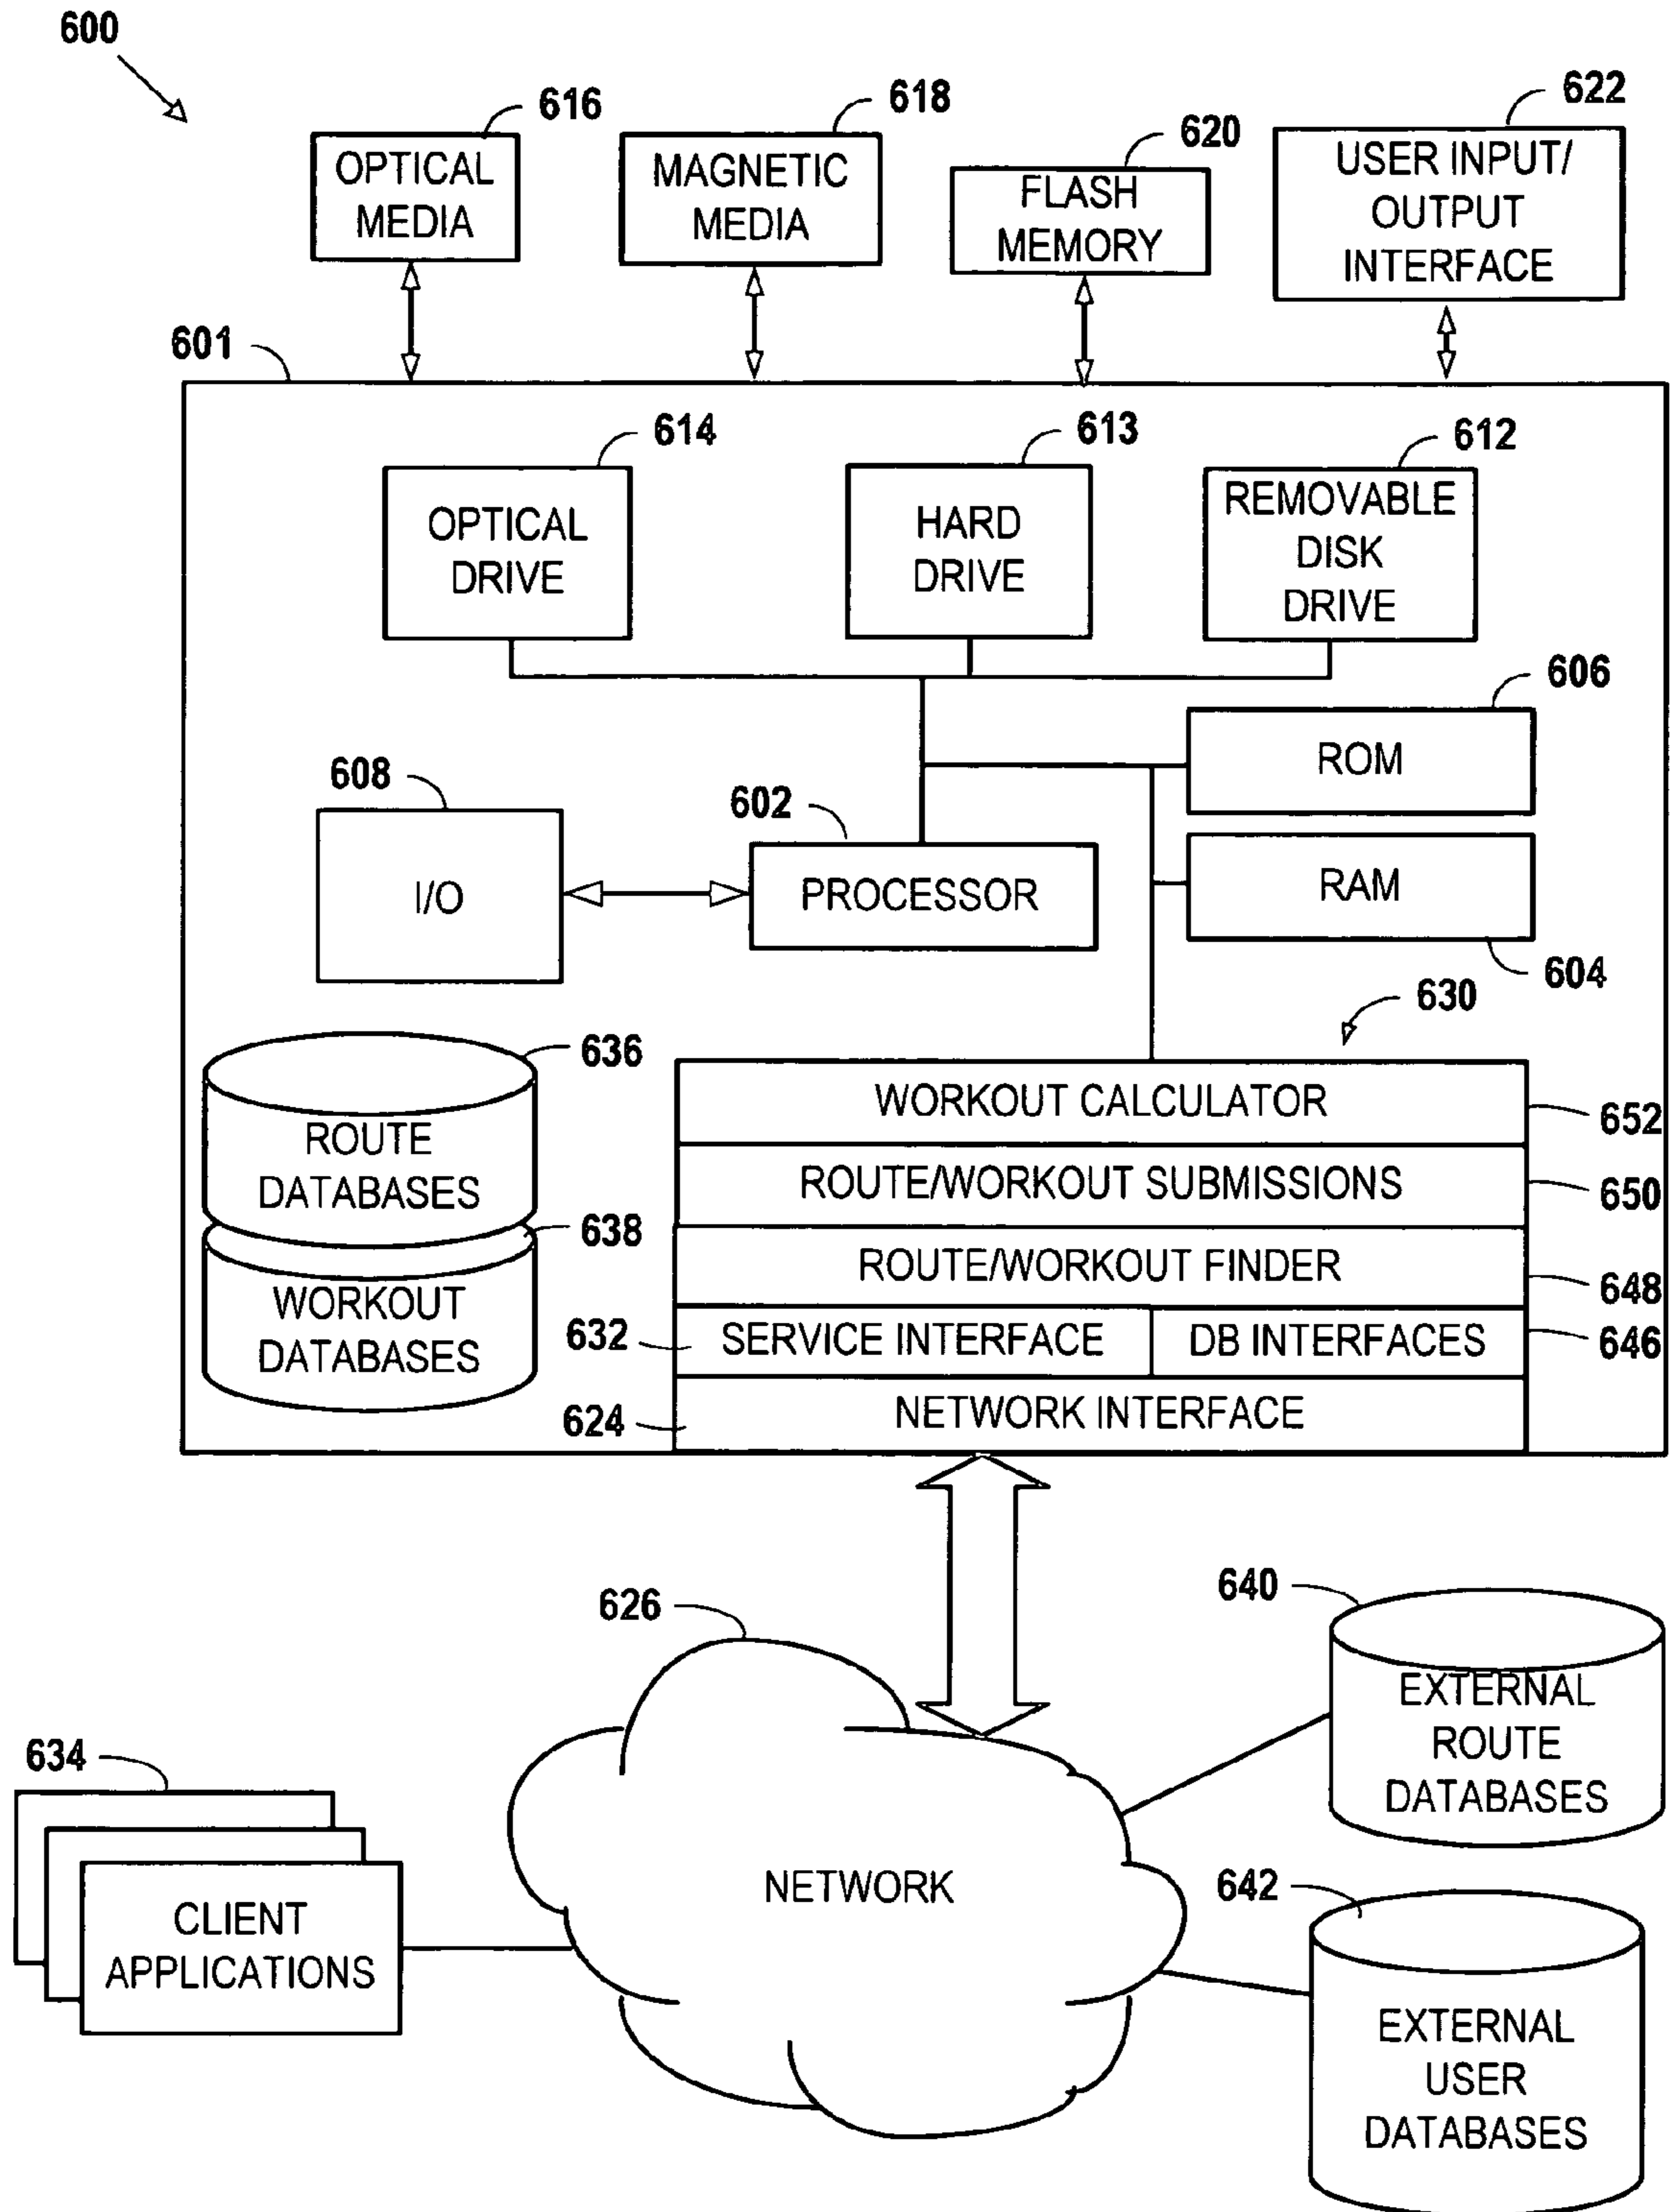 600
616
618
620
622
OPTICAL
MEDIA
MAGNETIC
MEDIA
FLASH
MEMORY
USER INPUT/
OUTPUT
INTERFACE
601
614
613
612
OPTICAL
DRIVE
HARD
DRIVE
REMOVABLE
DISK
DRIVE
606
ROM
608
602
I/O
PROCESSOR
RAM
604
630
636
ROUTE
DATABASES
638
WORKOUT
DATABASES
WORKOUT CALCULATOR
652
ROUTE/WORKOUT SUBMISSIONS
650
ROUTE/WORKOUT FINDER
648
632
SERVICE INTERFACE
DB INTERFACES
646
624
NETWORK INTERFACE
626
640
EXTERNAL
ROUTE
DATABASES
634
CLIENT
APPLICATIONS
NETWORK
642
EXTERNAL
USER
DATABASES